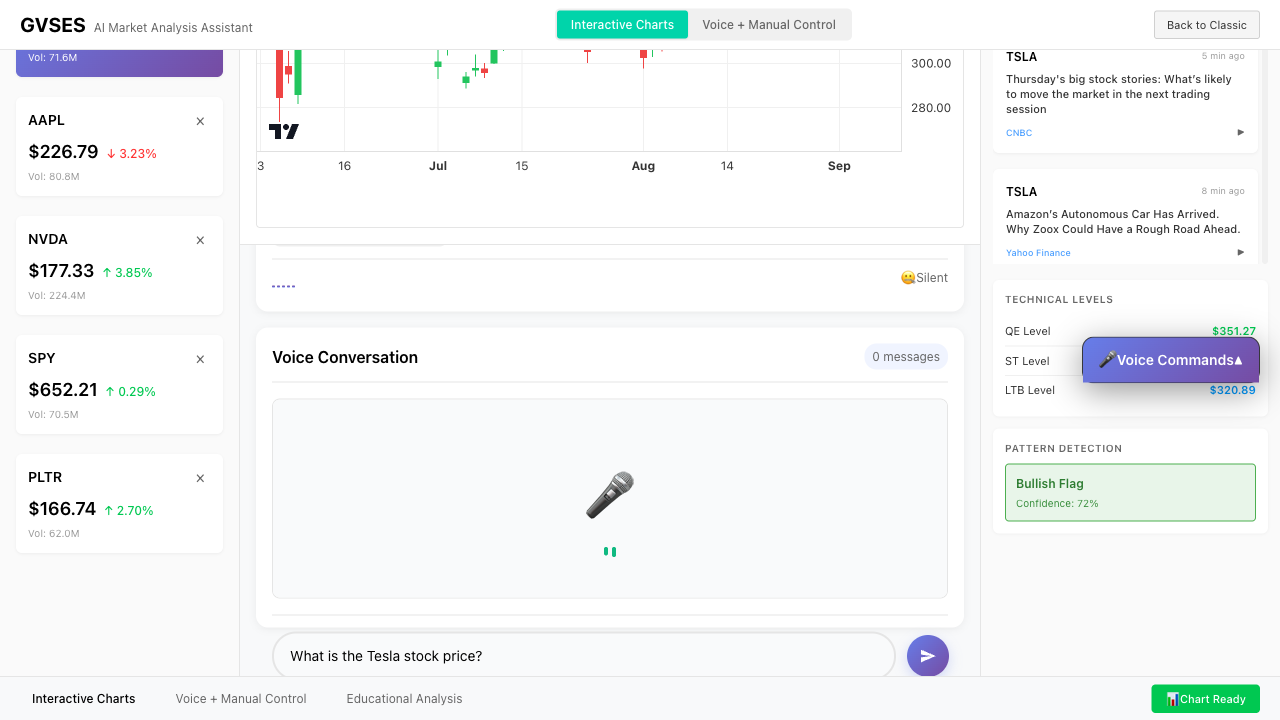 GVSES AI Market Analysis Assistant
Interactive Charts
Voice + Manual Control
Back to Classic
Vol: 71.6M
AAPL ×
$226.79 ↓ 3.23%
Vol: 80.8M
NVDA ×
$177.33 ↑ 3.85%
Vol: 224.4M
SPY ×
$652.21 ↑ 0.29%
Vol: 70.5M
PLTR ×
$166.74 ↑ 2.70%
Vol: 62.0M
300.00
280.00
3 16 Jul 15 Aug 14 Sep
🤐Silent
Voice Conversation
0 messages
What is the Tesla stock price?
TSLA 5 min ago
Thursday's big stock stories: What's likely
to move the market in the next trading
session
CNBC ▶
TSLA 8 min ago
Amazon's Autonomous Car Has Arrived.
Why Zoox Could Have a Rough Road Ahead.
Yahoo Finance ▶
TECHNICAL LEVELS
QE Level $351.27
ST Level
🎤Voice Commands▲
LTB Level $320.89
PATTERN DETECTION
Bullish Flag
Confidence: 72%
Interactive Charts
Voice + Manual Control
Educational Analysis
📊Chart Ready